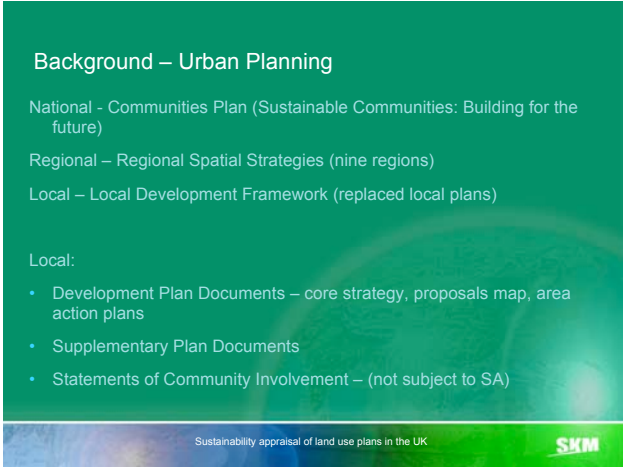 Background – Urban Planning
National - Communities Plan (Sustainable Communities: Building for the
future)
Regional – Regional Spatial Strategies (nine regions)
Local – Local Development Framework (replaced local plans)
Local:
• Development Plan Documents – core strategy, proposals map, area
action plans
• Supplementary Plan Documents
• Statements of Community Involvement – (not subject to SA)
Sustainability appraisal of land use plans in the UK
SKM